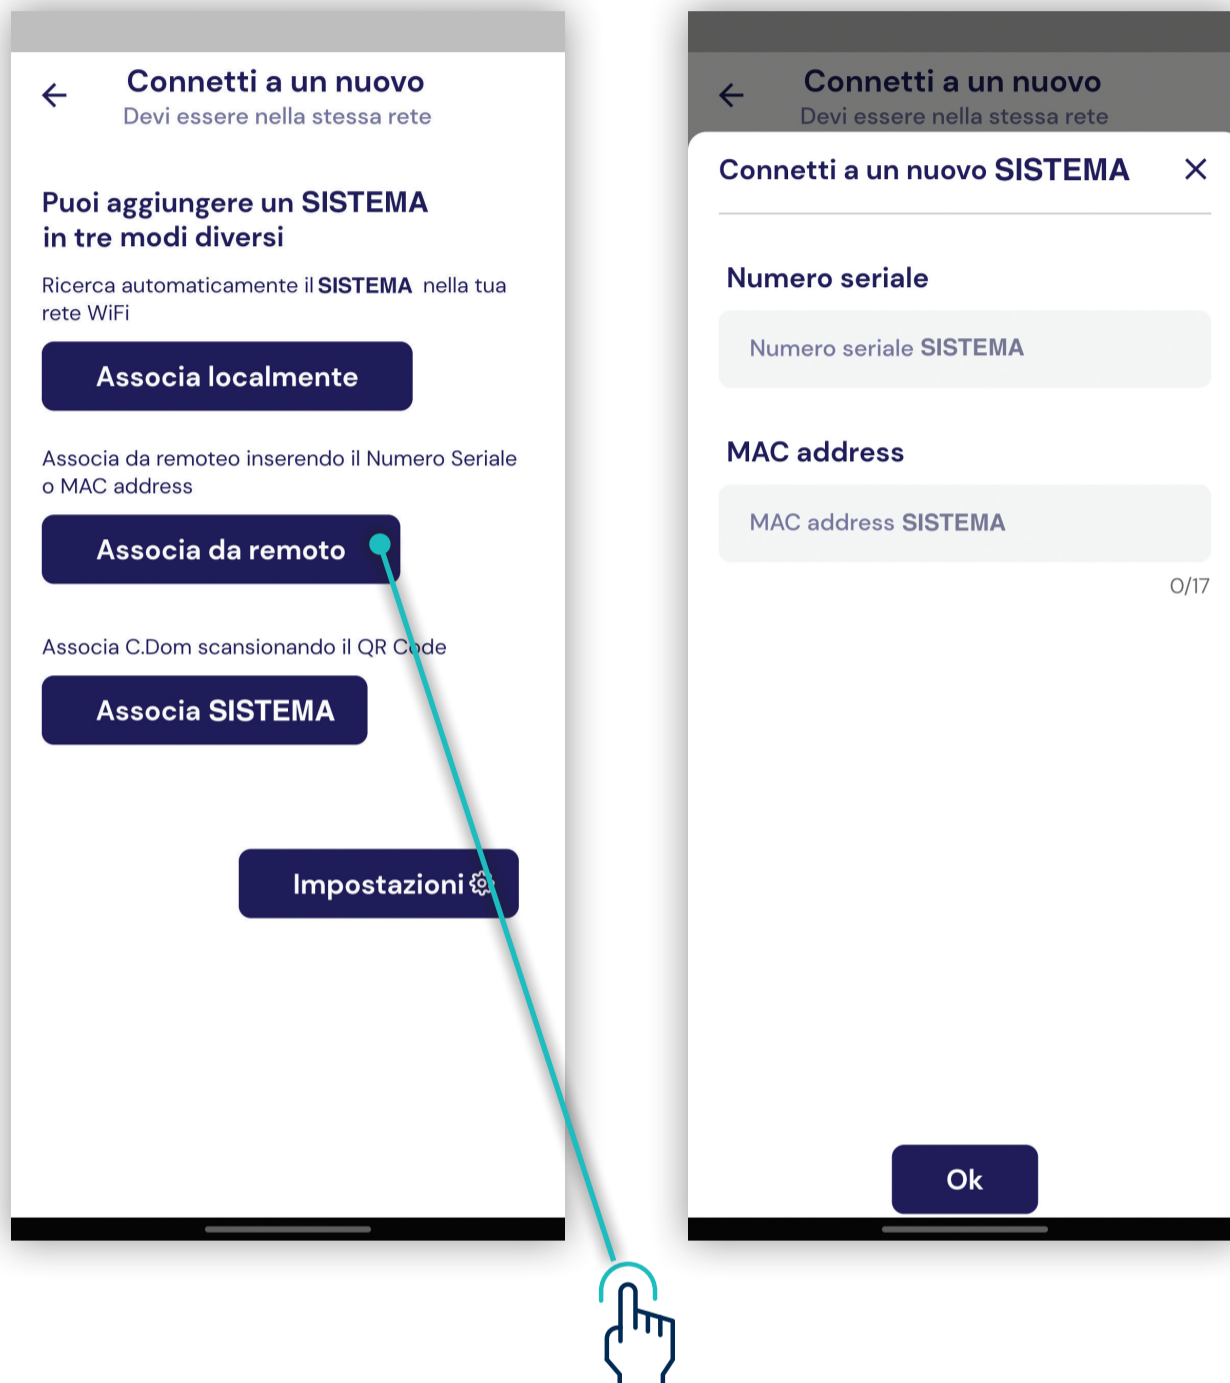 Connetti a un nuovo
Devi essere nella stessa rete
Puoi aggiungere un SISTEMA
in tre modi diversi
Ricerca automaticamente il SISTEMA nella tua
rete WiFi
Associa localmente
Associa da remoteo inserendo il Numero Seriale
o MAC address
Associa da remoto
Associa C.Dom scansionando il QR Code
Associa SISTEMA
Impostazioni
Connetti a un nuovo
Devi essere nella stessa rete
Connetti a un nuovo SISTEMA
Numero seriale
Numero seriale SISTEMA
MAC address
MAC address SISTEMA
0/17
Ok